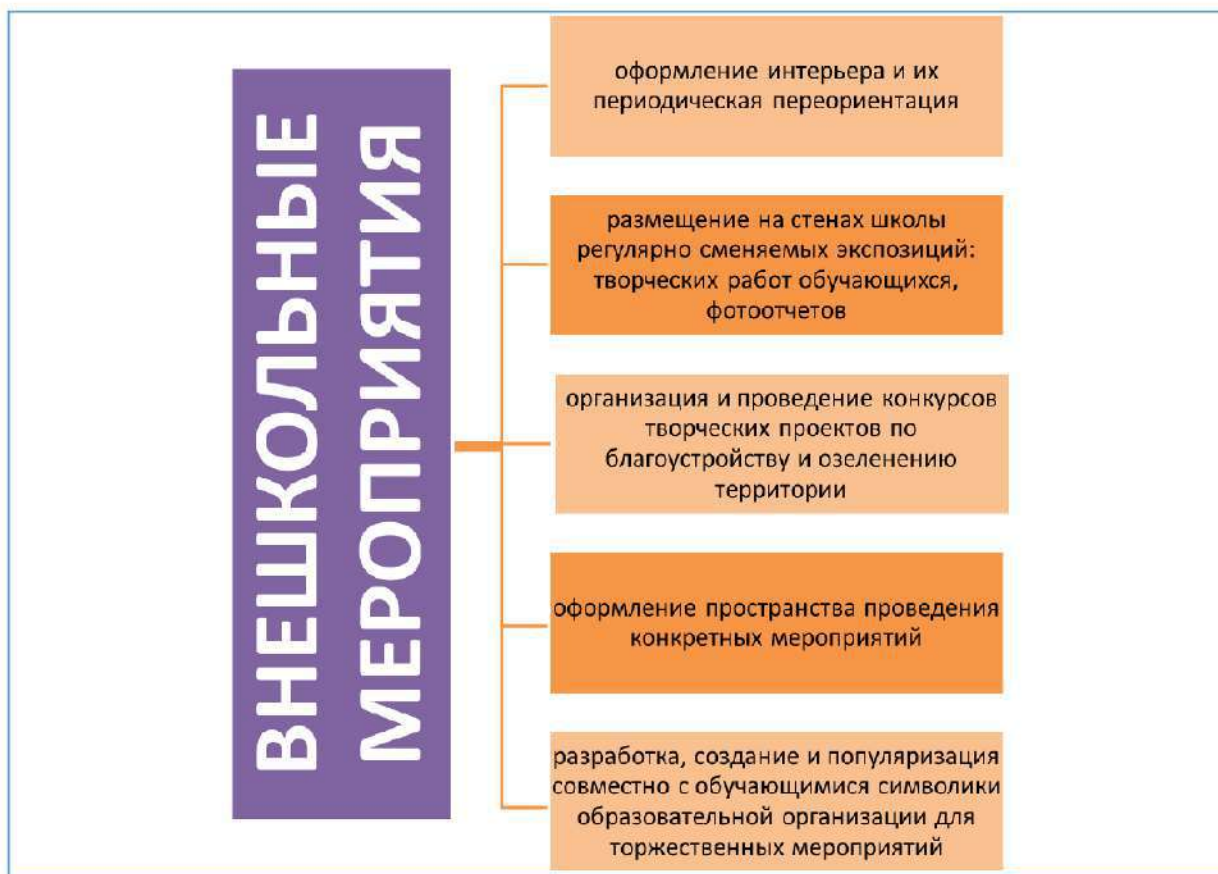 ВНЕШКОЛЬНЫЕ
МЕРОПРИЯТИЯ
оформление интерьера и их
периодическая переориентация
размещение на стенах школы
регулярно сменяемых экспозиций:
творческих работ обучающихся,
фотоотчетов
организация и проведение конкурсов
творческих проектов по
благоустройству и озеленению
территории
оформление пространства проведения
конкретных мероприятий
разработка, создание и популяризация
совместно с обучающимися символики
образовательной организации для
торжественных мероприятий